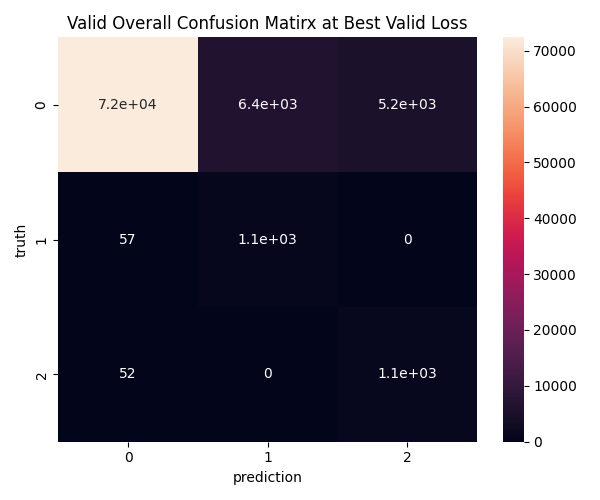 Valid Overall Confusion Matirx at Best Valid Loss
0 7.2e+04 6.4e+03 5.2e+03
1 57 1.1e+03 0
2 52 0 1.1e+03
0 1 2
prediction
truth
70000
60000
50000
40000
30000
20000
10000
0